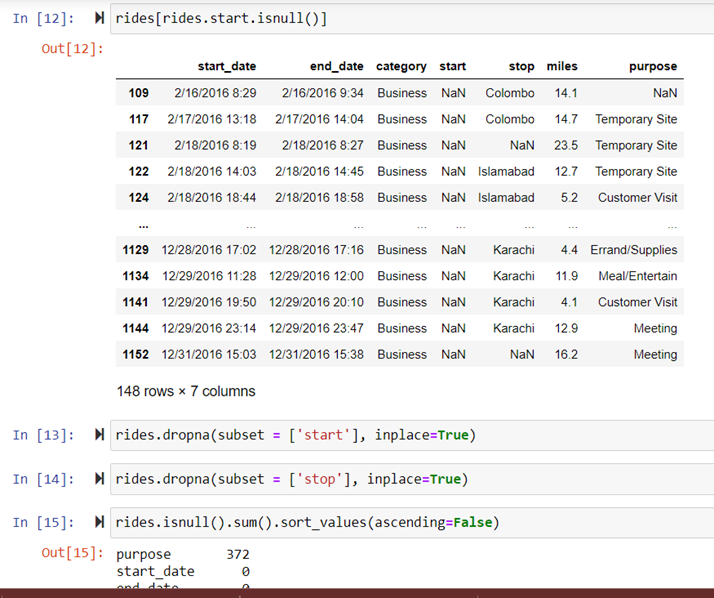 In [12]: rides[rides.start.isnull()]
Out[12]:
start_date end_date category start stop miles purpose
109 2/16/2016 8:29 2/16/2016 9:34 Business NaN Colombo 14.1 NaN
117 2/17/2016 13:18 2/17/2016 14:04 Business NaN Colombo 14.7 Temporary Site
121 2/18/2016 8:19 2/18/2016 8:27 Business NaN NaN 23.5 Temporary Site
122 2/18/2016 14:03 2/18/2016 14:45 Business NaN Islamabad 12.7 Temporary Site
124 2/18/2016 18:44 2/18/2016 18:58 Business NaN Islamabad 5.2 Customer Visit
... ... ... ... ... ... ... ...
1129 12/28/2016 17:02 12/28/2016 17:16 Business NaN Karachi 4.4 Errand/Supplies
1134 12/29/2016 11:28 12/29/2016 12:00 Business NaN Karachi 11.9 Meal/Entertain
1141 12/29/2016 19:50 12/29/2016 20:10 Business NaN Karachi 4.1 Customer Visit
1144 12/29/2016 23:14 12/29/2016 23:47 Business NaN Karachi 12.9 Meeting
1152 12/31/2016 15:03 12/31/2016 15:38 Business NaN NaN 16.2 Meeting
148 rows × 7 columns
In [13]: rides.dropna(subset = ['start'], inplace=True)
In [14]: rides.dropna(subset = ['stop'], inplace=True)
In [15]: rides.isnull().sum().sort_values(ascending=False)
Out[15]: purpose 372
start_date 0
end_date 0